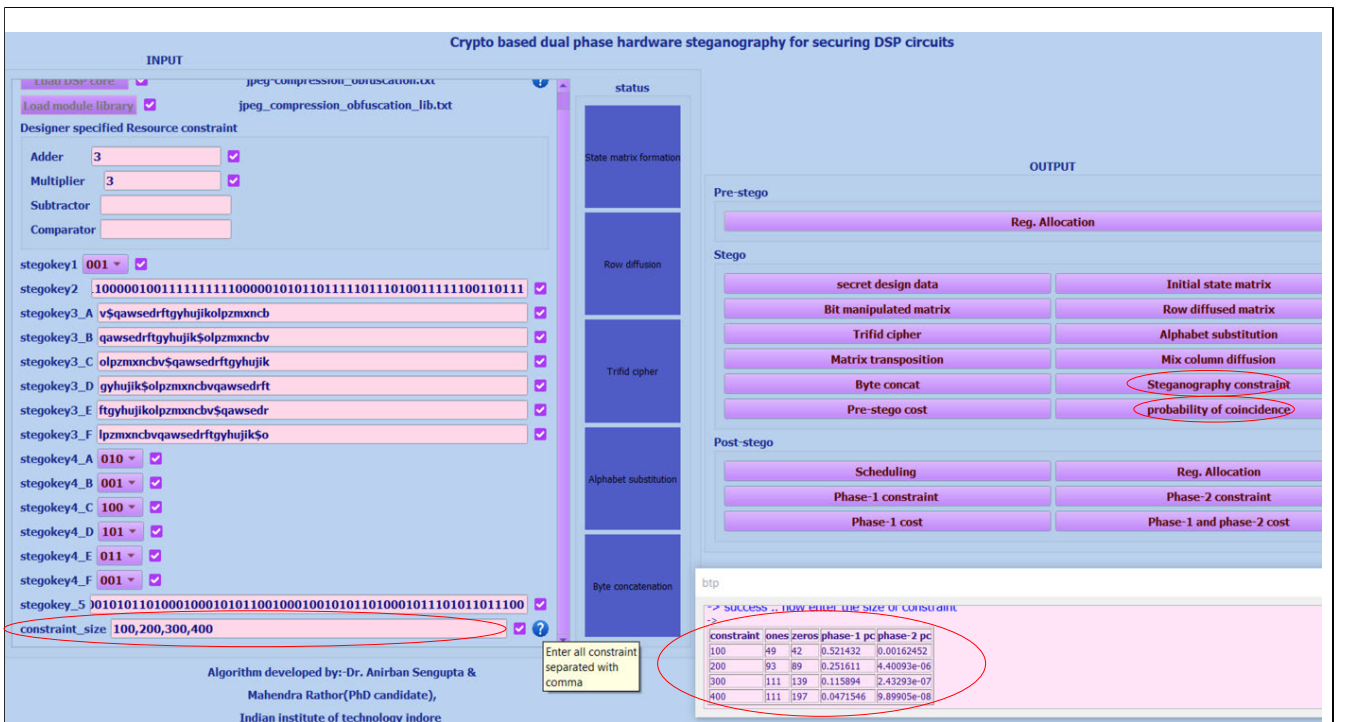 Crypto based dual phase hardware steganography for securing DSP circuits
INPUT
Load DSP core jpeg-compression_obfuscation.txt ?
Load module library jpeg_compression_obfuscation_lib.txt
Designer specified Resource constraint
Adder 3
Multiplier 3
Subtractor
Comparator
stegokey1 001
stegokey2
stegokey3_A v$qawsedrftgyhujikolpzmxncb
stegokey3_B qawsedrftgyhujik$olpzmxncbv
stegokey3_C olpzmxncbv$qawsedrftgyhujik
stegokey3_D gyhujik$olpzmxncbvqawsedrft
stegokey3_E ftgyhujikolpzmxncbv$qawsedr
stegokey3_F lpzmxncbvqawsedrftgyhujik$o
stegokey4_A 010
stegokey4_B 001
stegokey4_C 100
stegokey4_D 101
stegokey4_E 011
stegokey4_F 001
stegokey_5
constraint_size 100,200,300,400 ?
Enter all constraint
separated with
comma
Algorithm developed by:-Dr. Anirban Sengupta &
Mahendra Rathor(PhD candidate),
Indian institute of technology indore
status
State matrix formation
Row diffusion
Trifid cipher
Alphabet substitution
Byte concatenation
OUTPUT
Pre-stego
Reg. Allocation
Stego
secret design data Initial state matrix
Bit manipulated matrix Row diffused matrix
Trifid cipher Alphabet substitution
Matrix transposition Mix column diffusion
Byte concat Steganography constraint
Pre-stego cost probability of coincidence
Post-stego
Scheduling Reg. Allocation
Phase-1 constraint Phase-2 constraint
Phase-1 cost Phase-1 and phase-2 cost
btp
-> success .. now enter the size of constraint
->
constraint ones zeros phase-1 pc phase-2 pc
100 49 42 0.521432 0.00162452
200 93 89 0.251611 4.40093e-06
300 111 139 0.115894 2.43293e-07
400 111 197 0.0471546 9.89905e-08